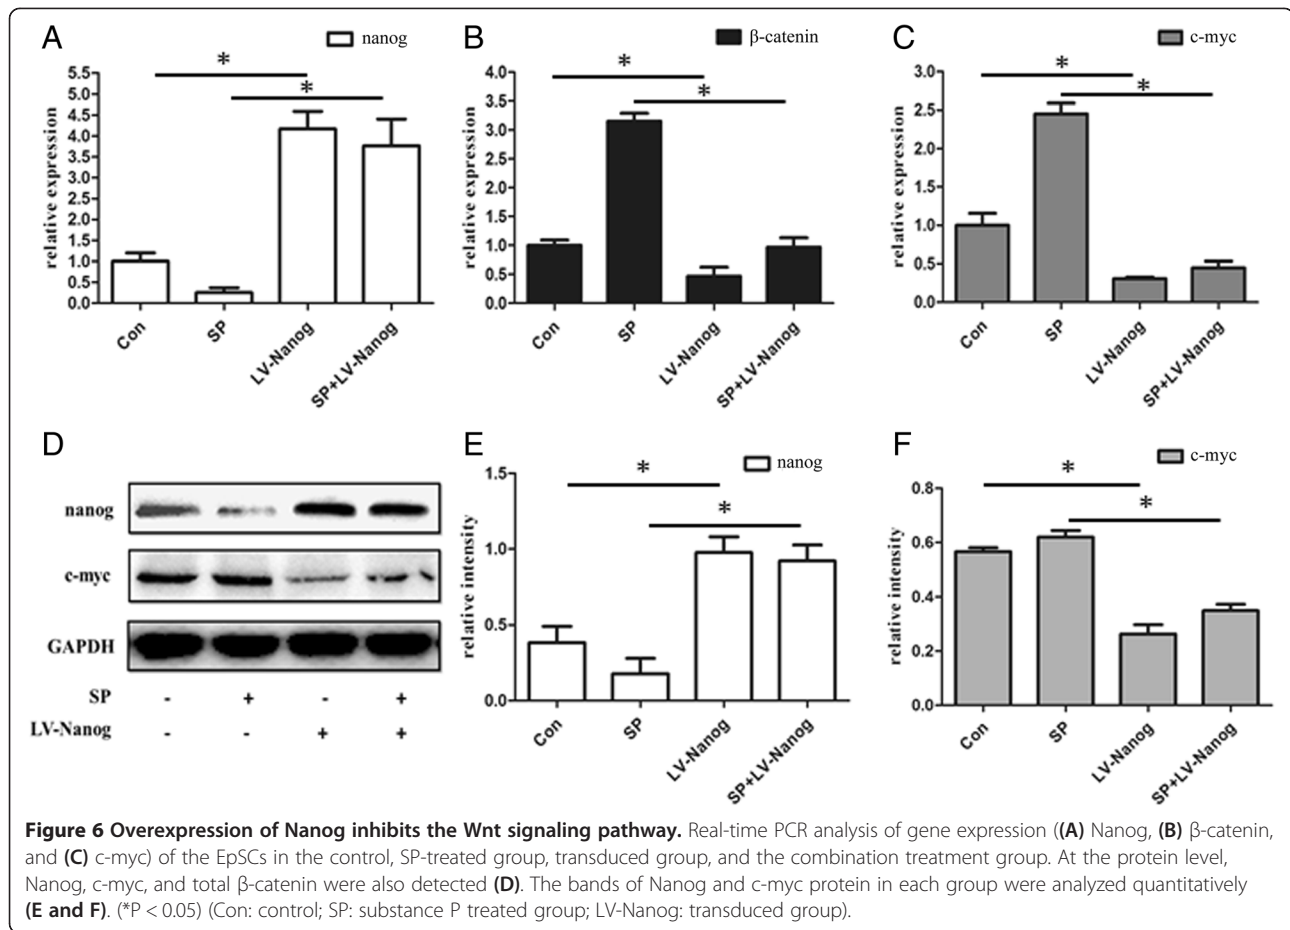 A
nanog
*
*
relative expression
5.5
5.0
4.5
4.0
3.5
3.0
2.5
2.0
1.5
1.0
0.5
0.0
Con
SP
LV-Nanog
SP+LV-Nanog
B
β-catenin
*
*
relative expression
4.0
3.5
3.0
2.5
2.0
1.5
1.0
0.5
0.0
Con
SP
LV-Nanog
SP+LV-Nanog
C
c-myc
*
*
relative expression
3.0
2.5
2.0
1.5
1.0
0.5
0.0
Con
SP
LV-Nanog
SP+LV-Nanog
D
nanog
c-myc
GAPDH
SP - + - +
LV-Nanog - - + +
E
nanog
*
*
relative intensity
1.5
1.0
0.5
0.0
Con
SP
LV-Nanog
SP+LV-Nanog
F
c-myc
*
*
relative intensity
0.8
0.6
0.4
0.2
0.0
Con
SP
LV-Nanog
SP+LV-Nanog
Figure 6 Overexpression of Nanog inhibits the Wnt signaling pathway. Real-time PCR analysis of gene expression ((A) Nanog, (B) β-catenin,
and (C) c-myc) of the EpSCs in the control, SP-treated group, transduced group, and the combination treatment group. At the protein level,
Nanog, c-myc, and total β-catenin were also detected (D). The bands of Nanog and c-myc protein in each group were analyzed quantitatively
(E and F). (*P < 0.05) (Con: control; SP: substance P treated group; LV-Nanog: transduced group).